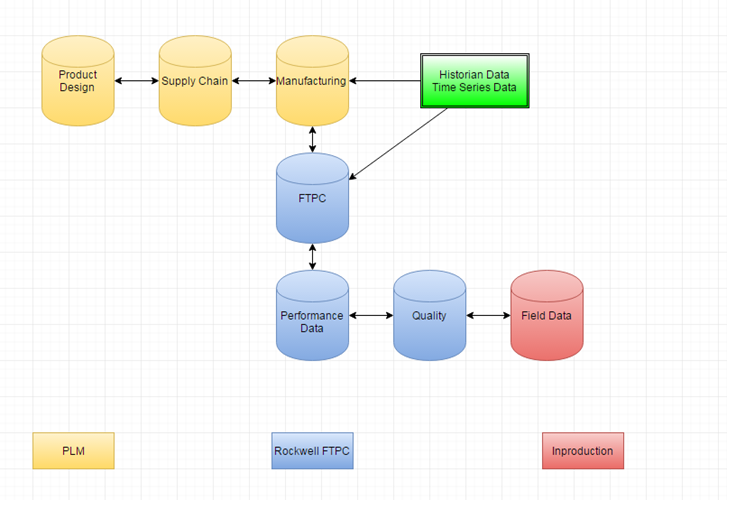 Product
Design
Supply Chain
Manufacturing
Historian Data
Time Series Data
FTPC
Performance
Data
Quality
Field Data
PLM
Rockwell FTPC
Inproduction